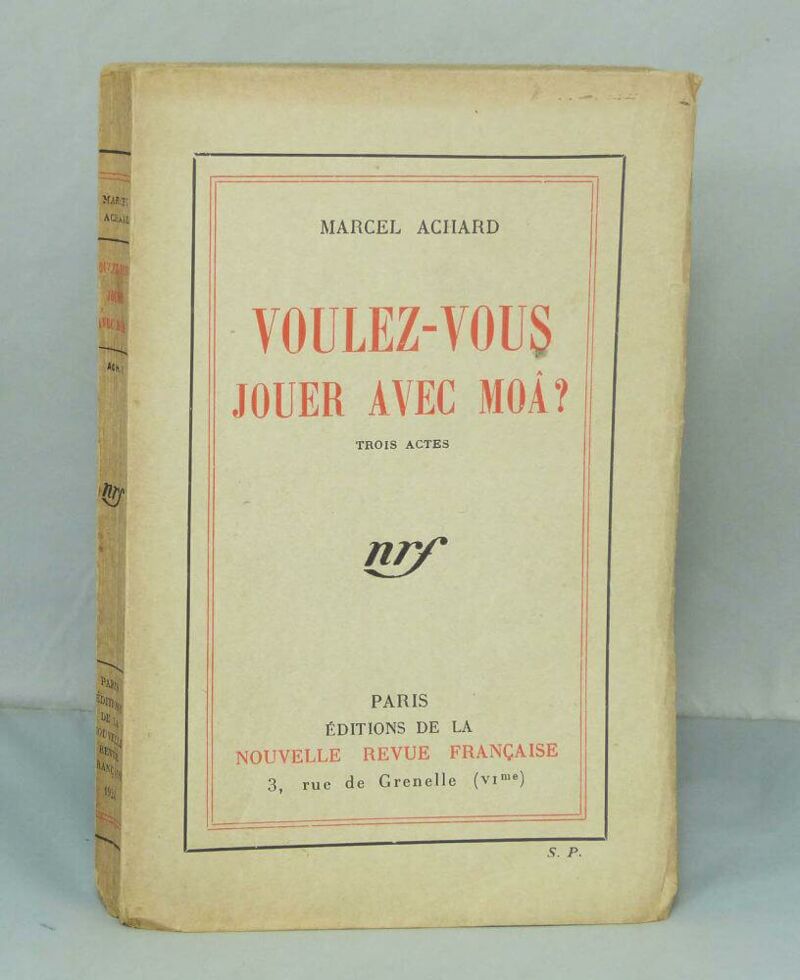 MARCEL ACHARD
VOULEZ-VOUS
JOUER AVEC MOÂ?
TROIS ACTES
nrf
PARIS
ÉDITIONS DE LA
NOUVELLE REVUE FRANÇAISE
3, rue de Grenelle (VIme)
S. P.
nrf
PARIS